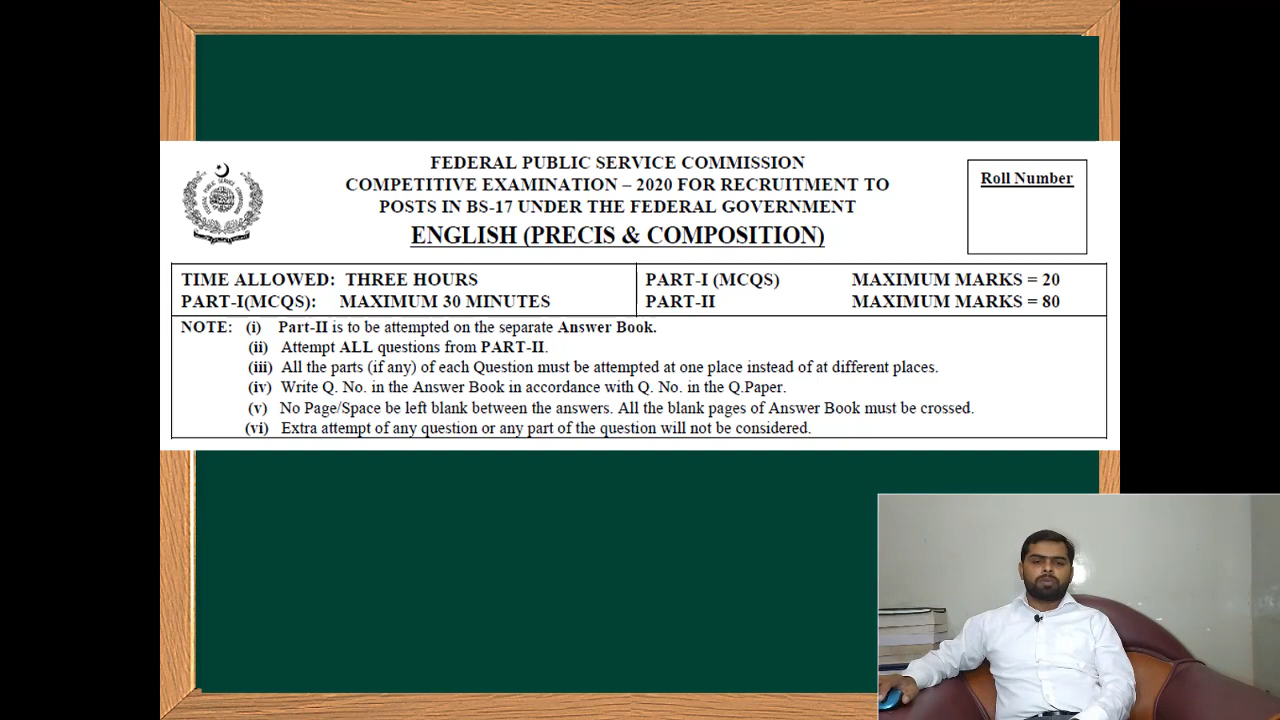 FEDERAL PUBLIC SERVICE COMMISSION
COMPETITIVE EXAMINATION – 2020 FOR RECRUITMENT TO
POSTS IN BS-17 UNDER THE FEDERAL GOVERNMENT
ENGLISH (PRECIS & COMPOSITION)
Roll Number
TIME ALLOWED: THREE HOURS
PART-I(MCQS): MAXIMUM 30 MINUTES
PART-I (MCQS) MAXIMUM MARKS = 20
PART-II MAXIMUM MARKS = 80
NOTE: (i) Part-II is to be attempted on the separate Answer Book.
(ii) Attempt ALL questions from PART-II.
(iii) All the parts (if any) of each Question must be attempted at one place instead of at different places.
(iv) Write Q. No. in the Answer Book in accordance with Q. No. in the Q.Paper.
(v) No Page/Space be left blank between the answers. All the blank pages of Answer Book must be crossed.
(vi) Extra attempt of any question or any part of the question will not be considered.